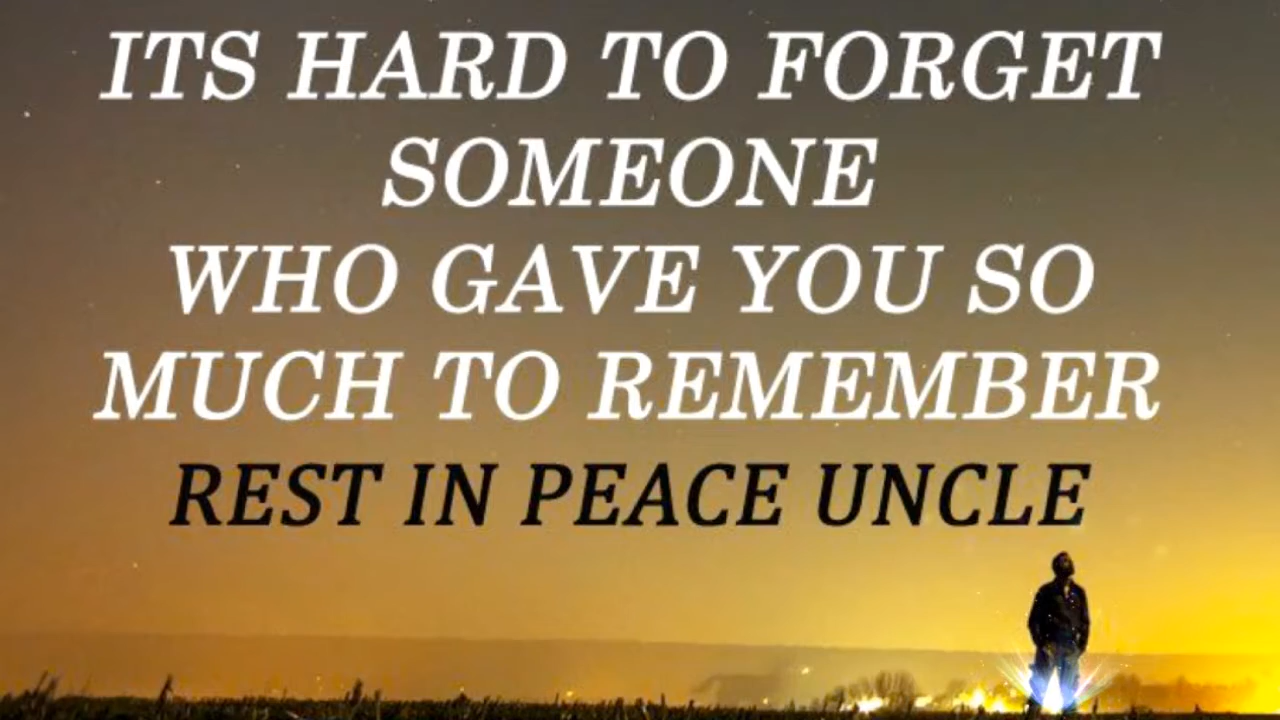 ITS HARD TO FORGET
SOMEONE
WHO GAVE YOU SO
MUCH TO REMEMBER
REST IN PEACE UNCLE